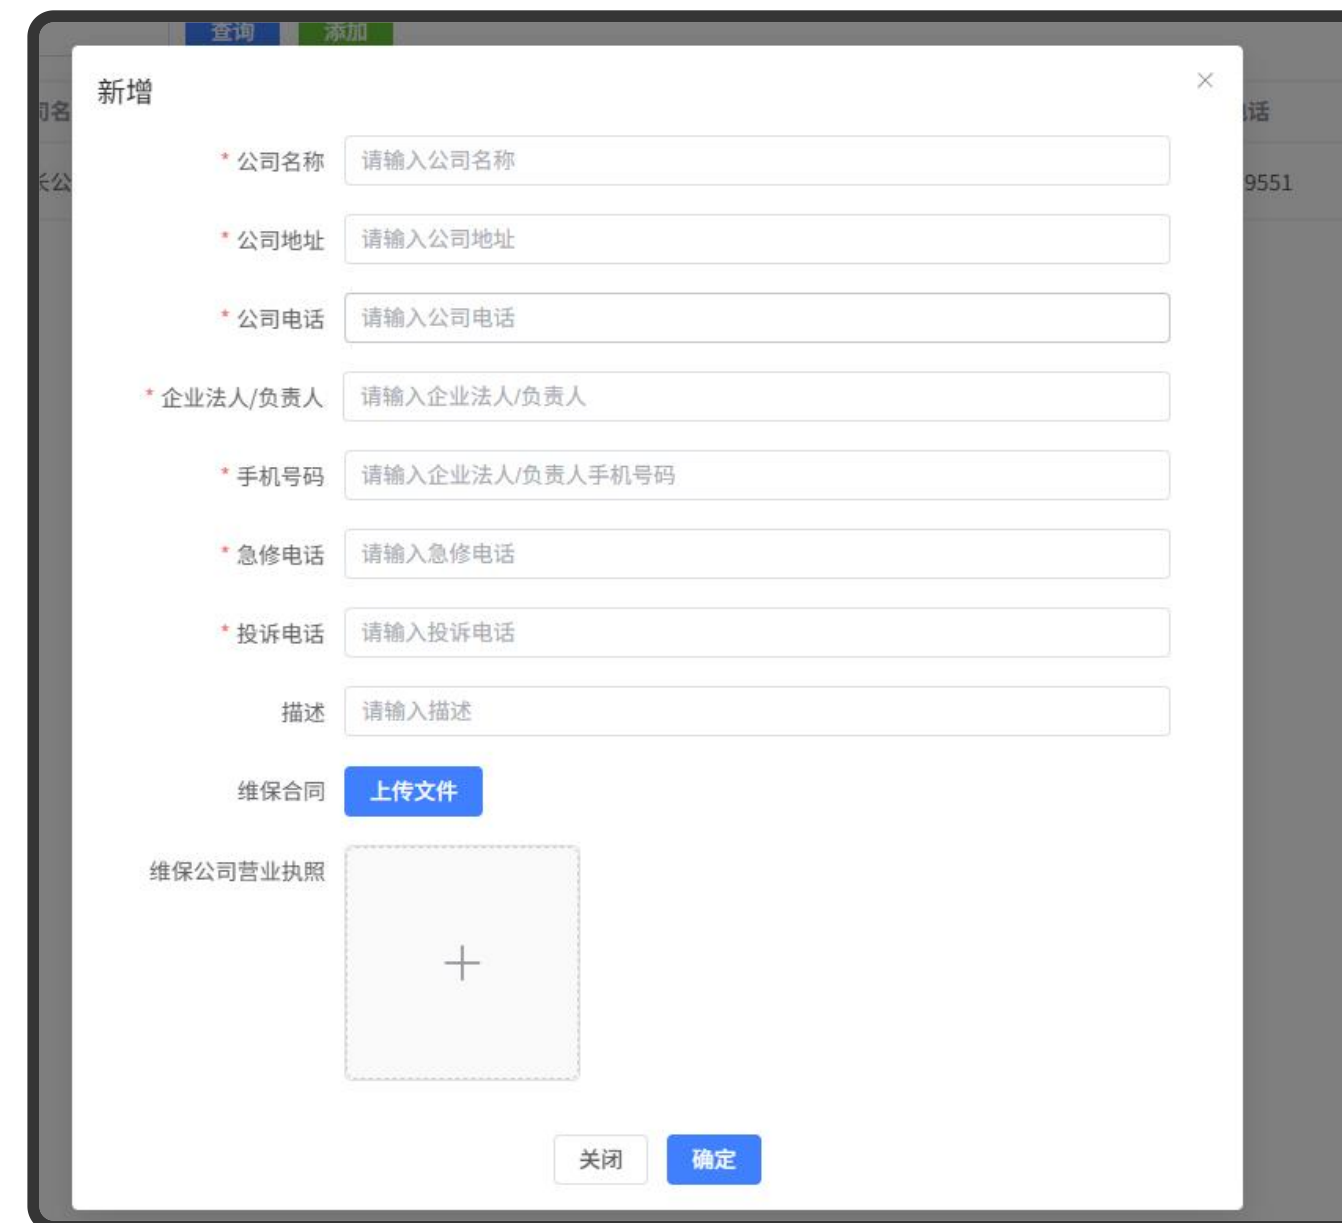 查询 添加
新增
司名
电话
长公
9551
* 公司名称 请输入公司名称
* 公司地址 请输入公司地址
* 公司电话 请输入公司电话
* 企业法人/负责人 请输入企业法人/负责人
* 手机号码 请输入企业法人/负责人手机号码
* 急修电话 请输入急修电话
* 投诉电话 请输入投诉电话
描述 请输入描述
维保合同 上传文件
维保公司营业执照
关闭 确定